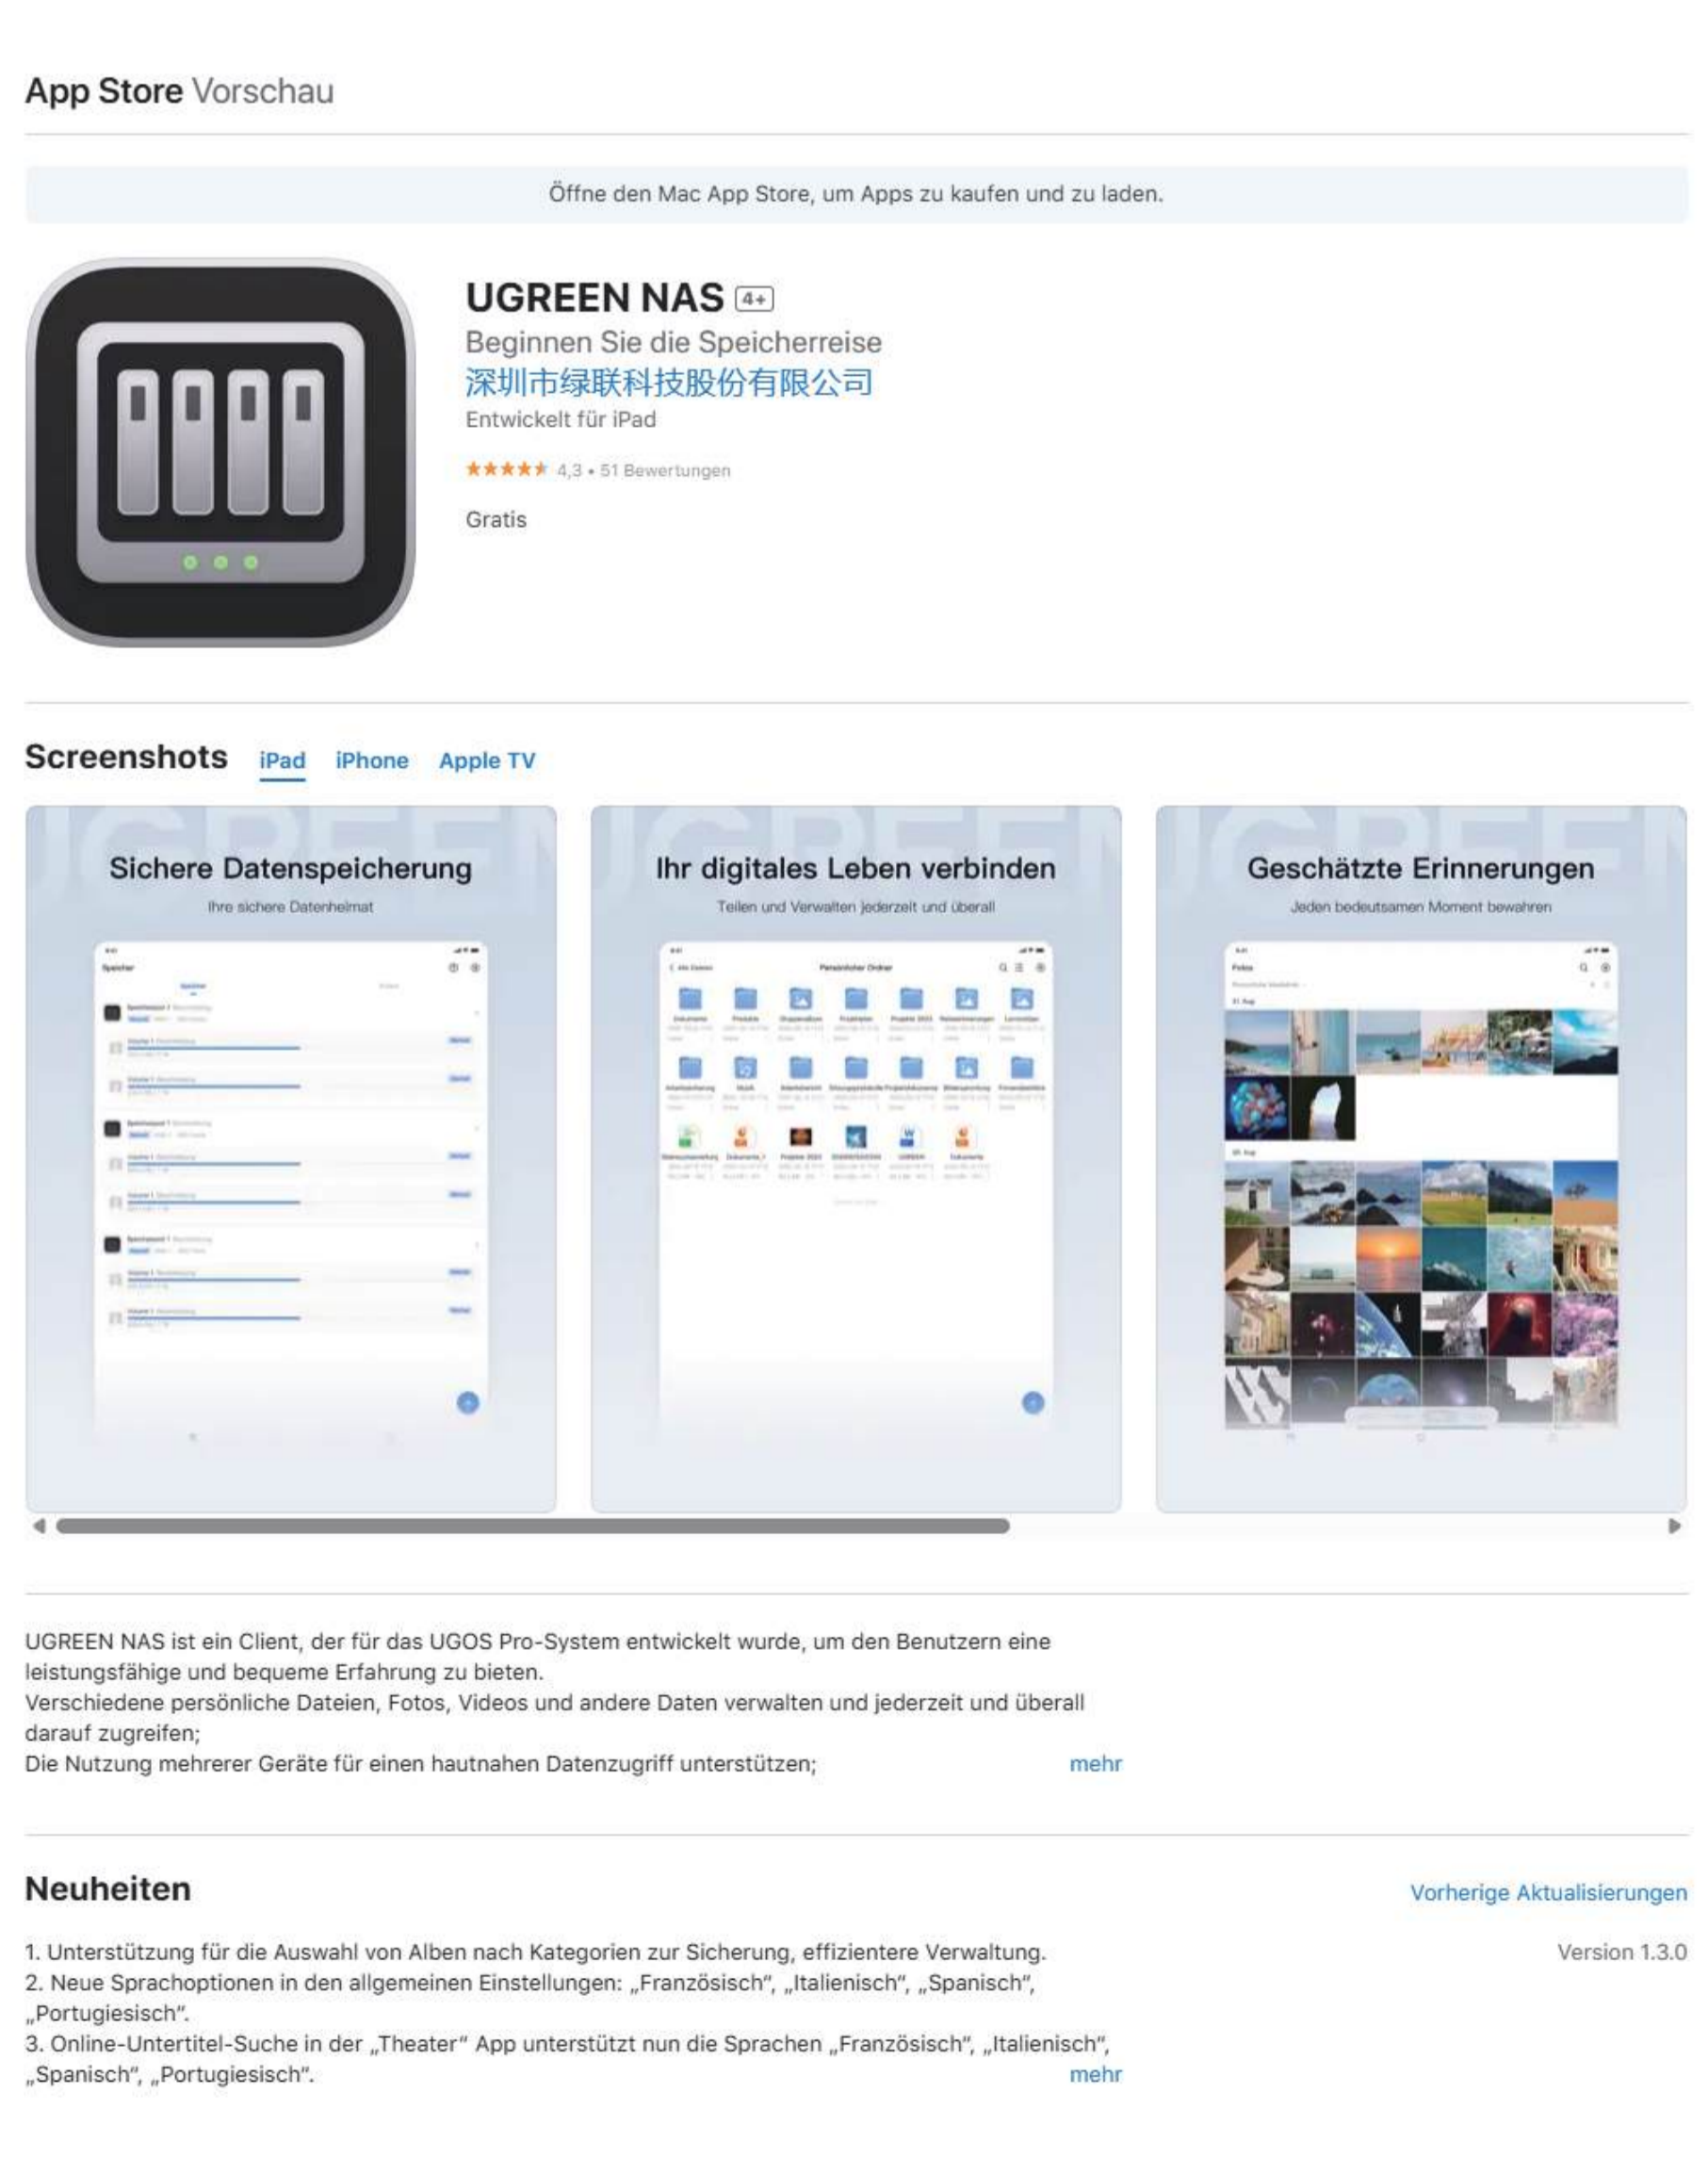 App Store Vorschau
Öffne den Mac App Store, um Apps zu kaufen und zu laden.
UGREEN NAS 4+
Beginnen Sie die Speicherreise
深圳市绿联科技股份有限公司
Entwickelt für iPad
4,3 • 51 Bewertungen
Gratis
Screenshots iPad iPhone Apple TV
UGREEN
Sichere Datenspeicherung
Ihre sichere Datenheimat
Speicher
UGREEN
Ihr digitales Leben verbinden
Teilen und Verwalten jederzeit und überall
Persönlicher Ordner
UGREEN
Geschätzte Erinnerungen
Jeden bedeutsamen Moment bewahren
Fotos
UGREEN NAS ist ein Client, der für das UGOS Pro-System entwickelt wurde, um den Benutzern eine
leistungsfähige und bequeme Erfahrung zu bieten.
Verschiedene persönliche Dateien, Fotos, Videos und andere Daten verwalten und jederzeit und überall
darauf zugreifen;
Die Nutzung mehrerer Geräte für einen hautnahen Datenzugriff unterstützen; mehr
Neuheiten
Vorherige Aktualisierungen
1. Unterstützung für die Auswahl von Alben nach Kategorien zur Sicherung, effizientere Verwaltung.
Version 1.3.0
2. Neue Sprachoptionen in den allgemeinen Einstellungen: „Französisch", „Italienisch", „Spanisch",
„Portugiesisch".
3. Online-Untertitel-Suche in der „Theater" App unterstützt nun die Sprachen „Französisch", „Italienisch",
„Spanisch", „Portugiesisch". mehr